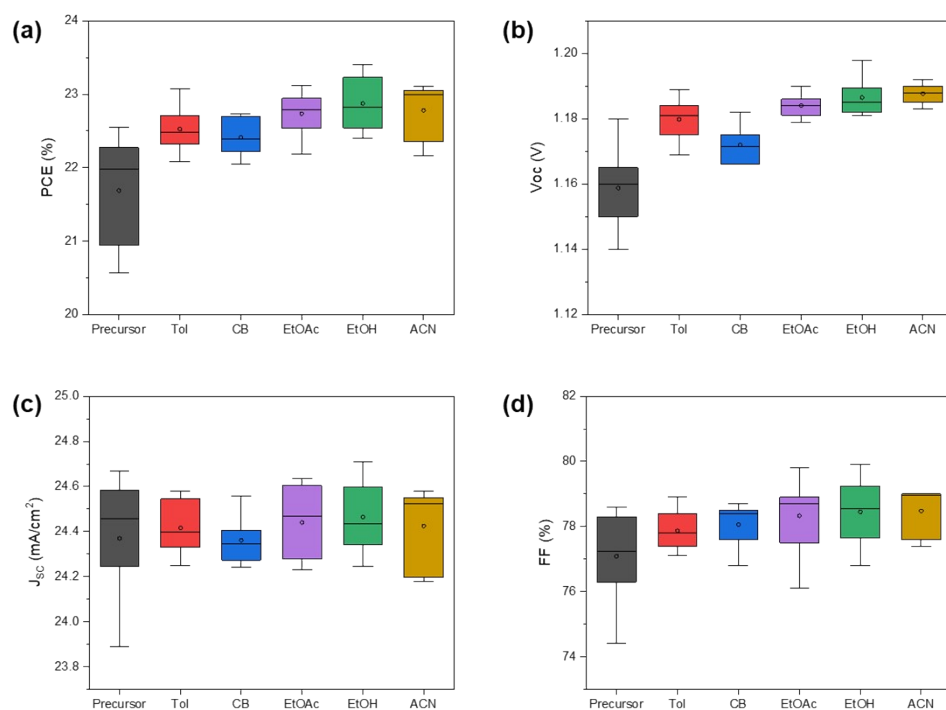 (a)
PCE (%)
24
23
22
21
20
Precursor Tol CB EtOAc EtOH ACN
(b)
Voc (V)
1.20
1.18
1.16
1.14
1.12
Precursor Tol CB EtOAc EtOH ACN
(c)
JSC (mA/cm²)
25.0
24.8
24.6
24.4
24.2
24.0
23.8
Precursor Tol CB EtOAc EtOH ACN
(d)
FF (%)
82
80
78
76
74
Precursor Tol CB EtOAc EtOH ACN